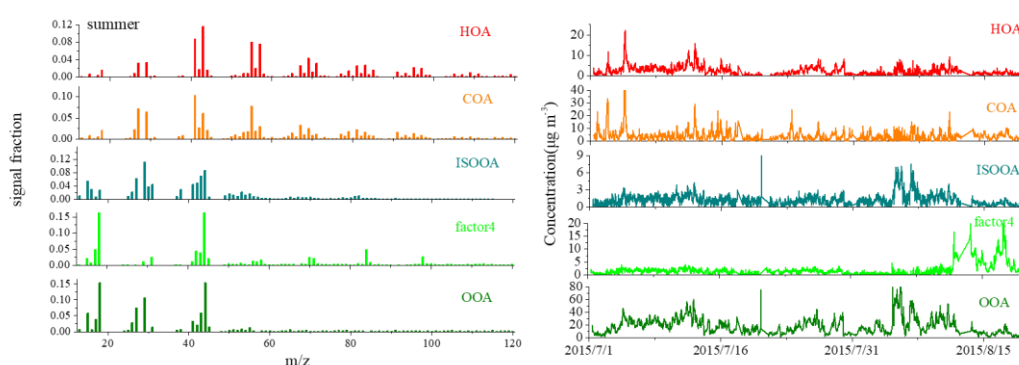 summer
signal fraction
0.12
0.08
0.04
0.00
HOA
0.10
0.05
0.00
COA
0.12
0.08
0.04
0.00
ISOOA
0.15
0.10
0.05
0.00
factor4
0.15
0.10
0.05
0.00
OOA
20 40 60 80 100 120
m/z
Concentration(μg m⁻³)
20
10
0
HOA
40
30
20
10
0
COA
9
6
3
0
ISOOA
20
15
10
5
0
factor4
80
60
40
20
0
OOA
2015/7/1 2015/7/16 2015/7/31 2015/8/15